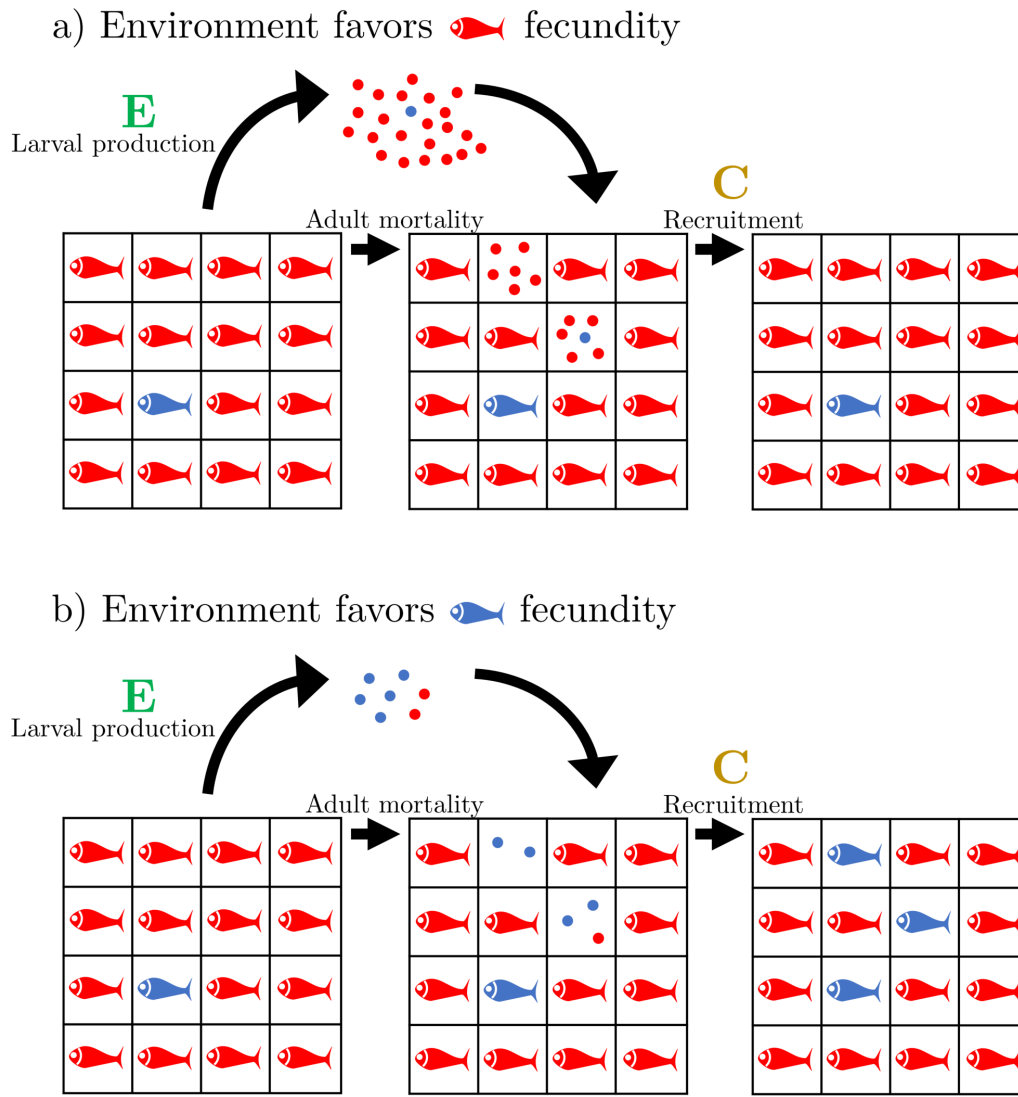 a) Environment favors fecundity
E
Larval production
C
Adult mortality
Recruitment
b) Environment favors fecundity
E
Larval production
C
Adult mortality
Recruitment